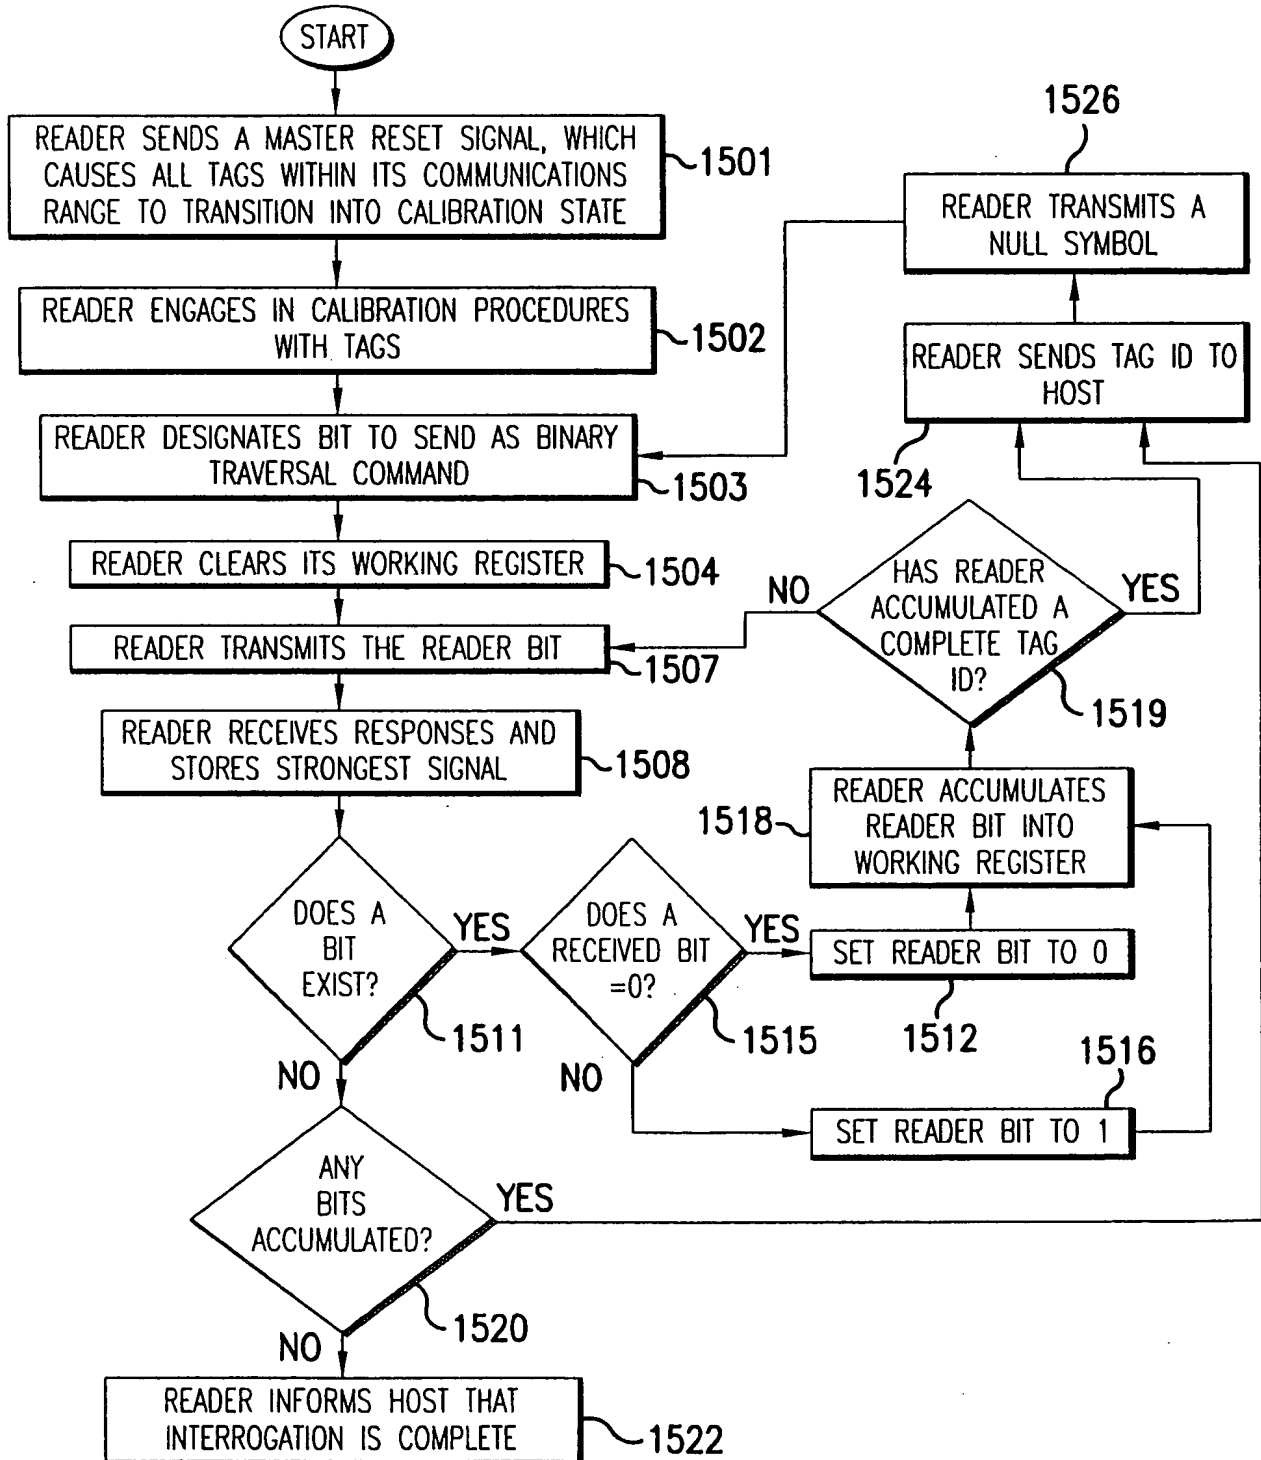 START
READER SENDS A MASTER RESET SIGNAL, WHICH
CAUSES ALL TAGS WITHIN ITS COMMUNICATIONS
RANGE TO TRANSITION INTO CALIBRATION STATE
1501
READER ENGAGES IN CALIBRATION PROCEDURES
WITH TAGS
1502
READER DESIGNATES BIT TO SEND AS BINARY
TRAVERSAL COMMAND
1503
READER CLEARS ITS WORKING REGISTER
1504
READER TRANSMITS THE READER BIT
1507
READER RECEIVES RESPONSES AND
STORES STRONGEST SIGNAL
1508
DOES A
BIT
EXIST?
1511
YES
NO
DOES A
RECEIVED BIT
=0?
1515
YES
NO
SET READER BIT TO 0
1512
SET READER BIT TO 1
1516
READER ACCUMULATES
READER BIT INTO
WORKING REGISTER
1518
HAS READER
ACCUMULATED A
COMPLETE TAG
ID?
1519
NO
YES
READER SENDS TAG ID TO
HOST
1524
READER TRANSMITS A
NULL SYMBOL
1526
ANY
BITS
ACCUMULATED?
1520
YES
NO
READER INFORMS HOST THAT
INTERROGATION IS COMPLETE
1522